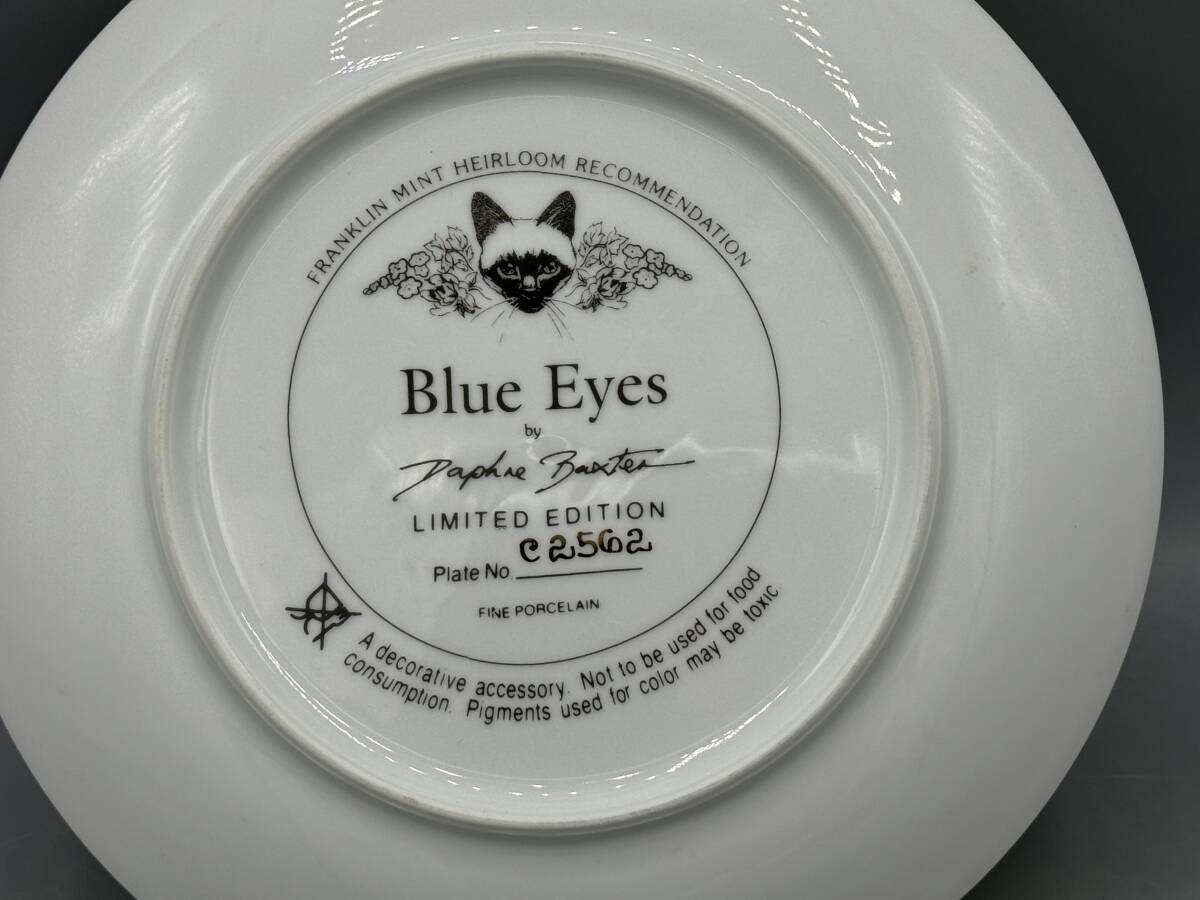 FRANKLIN MINT HEIRLOOM RECOMMENDATION
Blue Eyes
by
Daphne Baxter
LIMITED EDITION
Plate No. C2562
FINE PORCELAIN
A decorative accessory. Not to be used for food
consumption. Pigments used for color may be toxic.